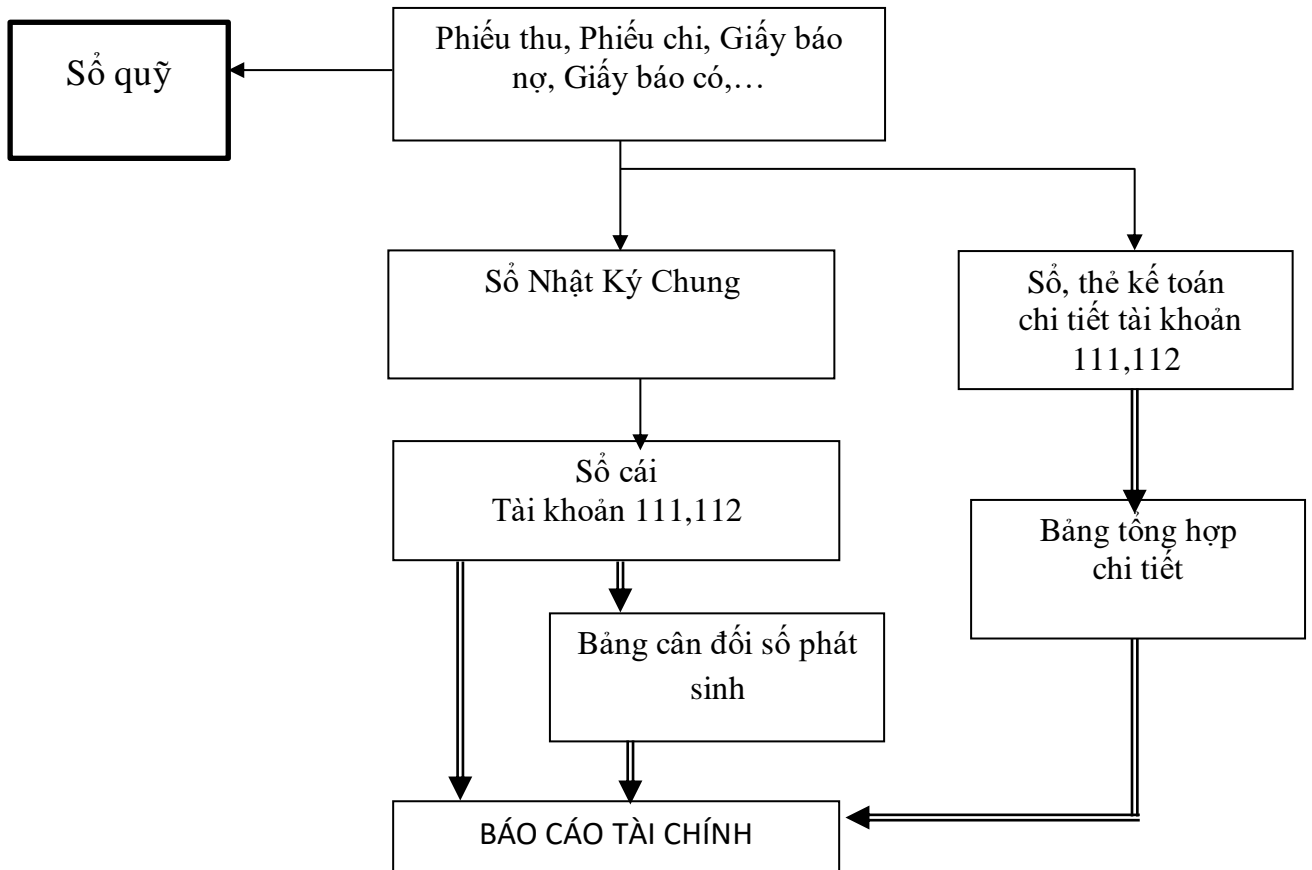 Sổ quỹ
Phiếu thu, Phiếu chi, Giấy báo
nợ, Giấy báo có,…
Sổ Nhật Ký Chung
Sổ, thẻ kế toán
chi tiết tài khoản
111,112
Sổ cái
Tài khoản 111,112
Bảng tổng hợp
chi tiết
Bảng cân đối số phát
sinh
BÁO CÁO TÀI CHÍNH